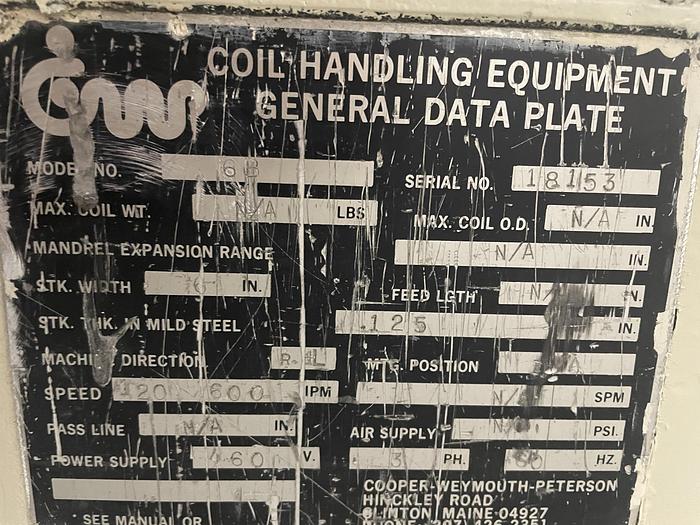 COIL HANDLING EQUIPMENT
GENERAL DATA PLATE
MODEL NO. 6B SERIAL NO. 18153
MAX. COIL WT. N/A LBS MAX. COIL O.D. N/A IN.
MANDREL EXPANSION RANGE N/A IN.
STK. WIDTH 6 IN. FEED LGTH N/A IN.
STK. THK. IN MILD STEEL .125 IN.
MACHINE DIRECTION R-L MTG. POSITION
SPEED 120 600 IPM N/A SPM
PASS LINE N/A IN. AIR SUPPLY N/A PSI.
POWER SUPPLY 460 V. 3 PH. 60 HZ.
COOPER-WEYMOUTH-PETERSON
HINCKLEY ROAD
CLINTON, MAINE 04927
SEE MANUAL OR